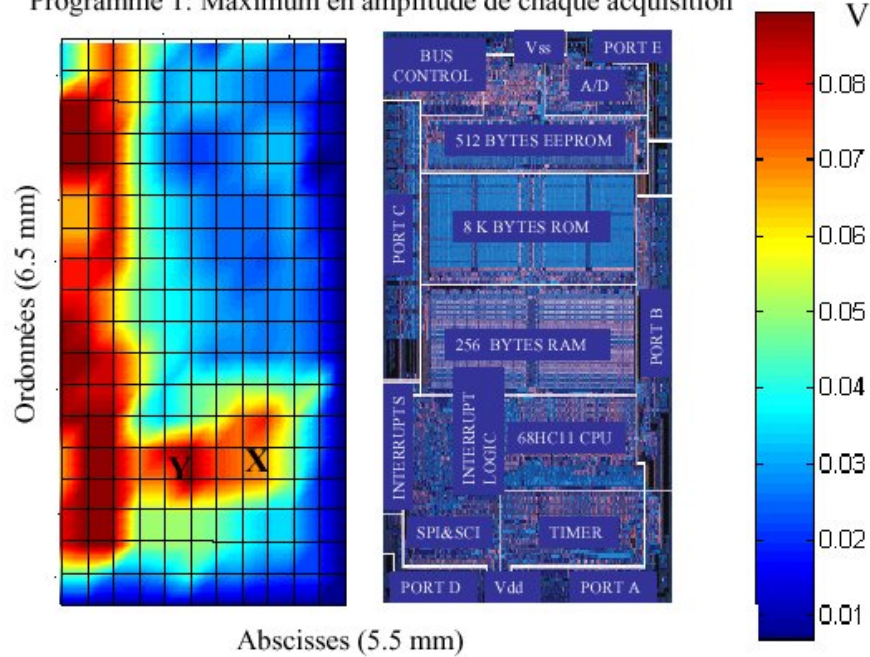 Programme 1: Maximum en amplitude de chaque acquisition
V
Ordonnées (6.5 mm)
Y
X
BUS
CONTROL
Vss
PORT E
A/D
512 BYTES EEPROM
PORT C
8 K BYTES ROM
256 BYTES RAM
PORT B
INTERRUPTS
INTERRUPT
LOGIC
68HC11 CPU
SPI&SCI
TIMER
PORT D
Vdd
PORT A
0.08
0.07
0.06
0.05
0.04
0.03
0.02
0.01
Abscisses (5.5 mm)